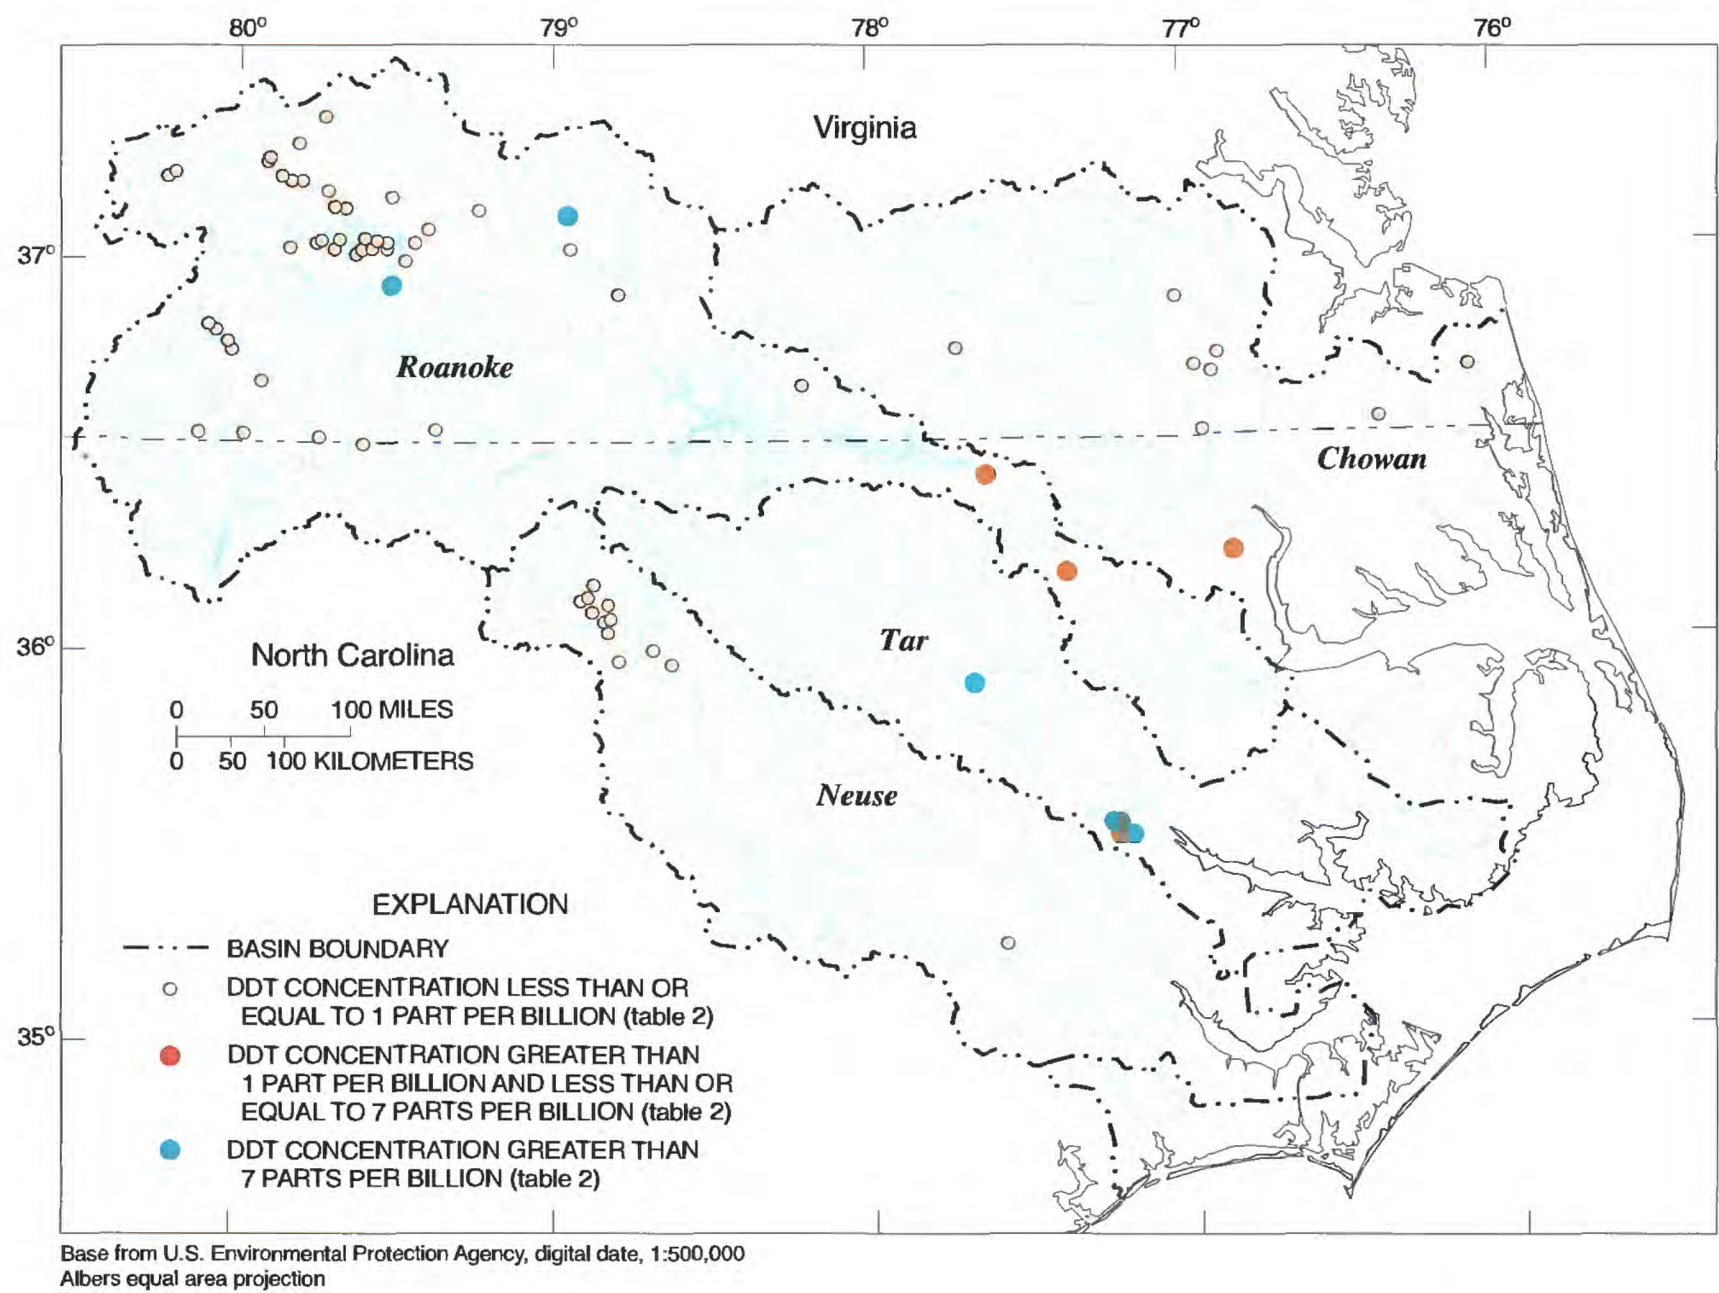 80° 79° 78° 77° 76°
Virginia
37°
Roanoke
Chowan
36°
North Carolina
Tar
0 50 100 MILES
0 50 100 KILOMETERS
Neuse
EXPLANATION
BASIN BOUNDARY
DDT CONCENTRATION LESS THAN OR
EQUAL TO 1 PART PER BILLION (table 2)
35°
DDT CONCENTRATION GREATER THAN
1 PART PER BILLION AND LESS THAN OR
EQUAL TO 7 PARTS PER BILLION (table 2)
DDT CONCENTRATION GREATER THAN
7 PARTS PER BILLION (table 2)
Base from U.S. Environmental Protection Agency, digital date, 1:500,000
Albers equal area projection